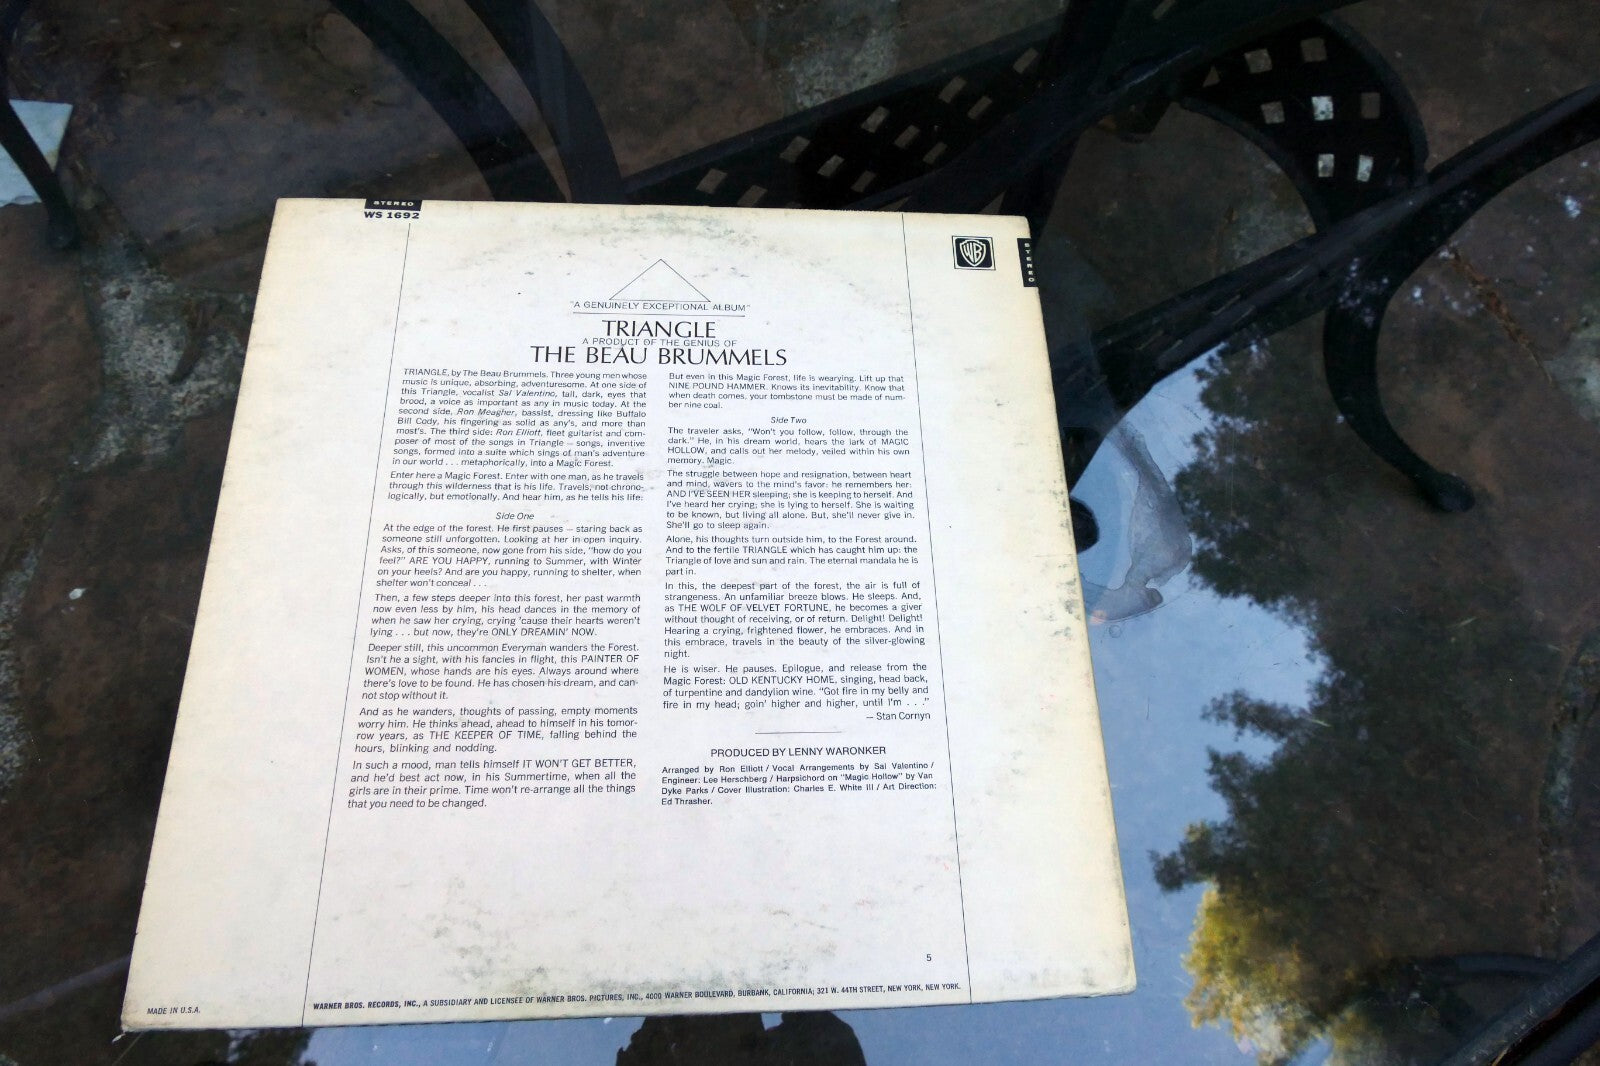 STEREO
WS 1692
WB
STEREO
"A GENUINELY EXCEPTIONAL ALBUM"
TRIANGLE
A PRODUCT OF THE GENIUS OF
THE BEAU BRUMMELS
TRIANGLE, by The Beau Brummels. Three young men whose
music is unique, absorbing, adventuresome. At one side of
this Triangle, vocalist Sal Valentino, tall, dark, eyes that
brood, a voice as important as any in music today. At the
second side, Ron Meagher, bassist, dressing like Buffalo
Bill Cody, his fingering as solid as any's, and more than
most's. The third side: Ron Elliott, fleet guitarist and com-
poser of most of the songs in Triangle — songs, inventive
songs, formed into a suite which sings of man's adventure
in our world . . . metaphorically, into a Magic Forest.
Enter here a Magic Forest. Enter with one man, as he travels
through this wilderness that is his life. Travels, not chrono-
logically, but emotionally. And hear him, as he tells his life:
Side One
At the edge of the forest. He first pauses — staring back as
someone still unforgotten. Looking at her in open inquiry.
Asks, of this someone, now gone from his side, "how do you
feel?" ARE YOU HAPPY, running to Summer, with Winter
on your heels? And are you happy, running to shelter, when
shelter won't conceal . . .
Then, a few steps deeper into this forest, her past warmth
now even less by him, his head dances in the memory of
when he saw her crying, crying 'cause their hearts weren't
lying . . . but now, they're ONLY DREAMIN' NOW.
Deeper still, this uncommon Everyman wanders the Forest.
Isn't he a sight, with his fancies in flight, this PAINTER OF
WOMEN, whose hands are his eyes. Always around where
there's love to be found. He has chosen his dream, and can-
not stop without it.
And as he wanders, thoughts of passing, empty moments
worry him. He thinks ahead, ahead to himself in his tomor-
row years, as THE KEEPER OF TIME, falling behind the
hours, blinking and nodding.
In such a mood, man tells himself IT WON'T GET BETTER,
and he'd best act now, in his Summertime, when all the
girls are in their prime. Time won't re-arrange all the things
that you need to be changed.
But even in this Magic Forest, life is wearying. Lift up that
NINE POUND HAMMER. Knows its inevitability. Know that
when death comes, your tombstone must be made of num-
ber nine coal.
Side Two
The traveler asks, "Won't you follow, follow, through the
dark." He, in his dream world, hears the lark of MAGIC
HOLLOW, and calls out her melody, veiled within his own
memory. Magic.
The struggle between hope and resignation, between heart
and mind, wavers to the mind's favor: he remembers her:
AND I'VE SEEN HER sleeping; she is keeping to herself. And
I've heard her crying; she is lying to herself. She is waiting
to be known, but living all alone. But, she'll never give in.
She'll go to sleep again.
Alone, his thoughts turn outside him, to the Forest around.
And to the fertile TRIANGLE which has caught him up: the
Triangle of love and sun and rain. The eternal mandala he is
part in.
In this, the deepest part of the forest, the air is full of
strangeness. An unfamiliar breeze blows. He sleeps. And,
as THE WOLF OF VELVET FORTUNE, he becomes a giver
without thought of receiving, or of return. Delight! Delight!
Hearing a crying, frightened flower, he embraces. And in
this embrace, travels in the beauty of the silver-glowing
night.
He is wiser. He pauses. Epilogue, and release from the
Magic Forest: OLD KENTUCKY HOME, singing, head back,
of turpentine and dandylion wine. "Got fire in my belly and
fire in my head; goin' higher and higher, until I'm . . ."
— Stan Cornyn
PRODUCED BY LENNY WARONKER
Arranged by Ron Elliott / Vocal Arrangements by Sal Valentino /
Engineer: Lee Herschberg / Harpsichord on "Magic Hollow" by Van
Dyke Parks / Cover Illustration: Charles E. White III / Art Direction:
Ed Thrasher.
5
MADE IN U.S.A.
WARNER BROS. RECORDS, INC., A SUBSIDIARY AND LICENSEE OF WARNER BROS. PICTURES, INC., 4000 WARNER BOULEVARD, BURBANK, CALIFORNIA; 321 W. 44TH STREET, NEW YORK, NEW YORK.